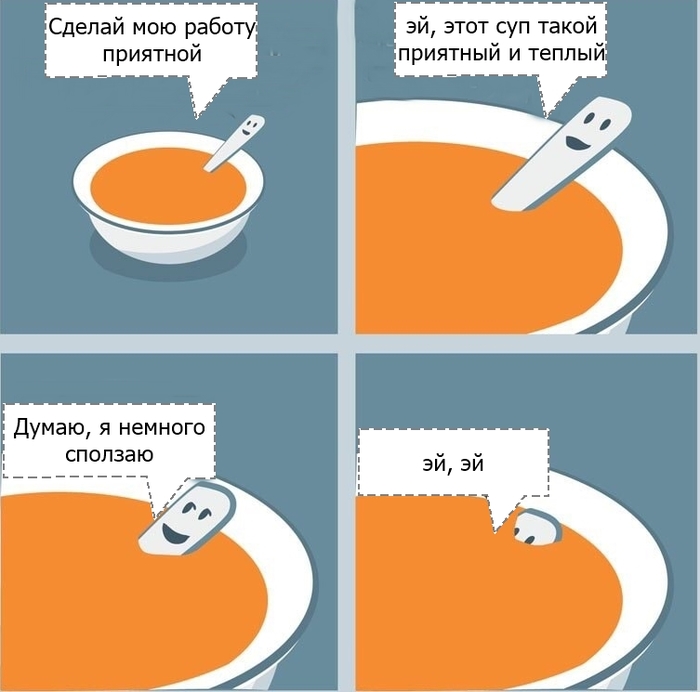 Сделай мою работу
приятной
эй, этот суп такой
приятный и теплый
Думаю, я немного
сползаю
эй, эй